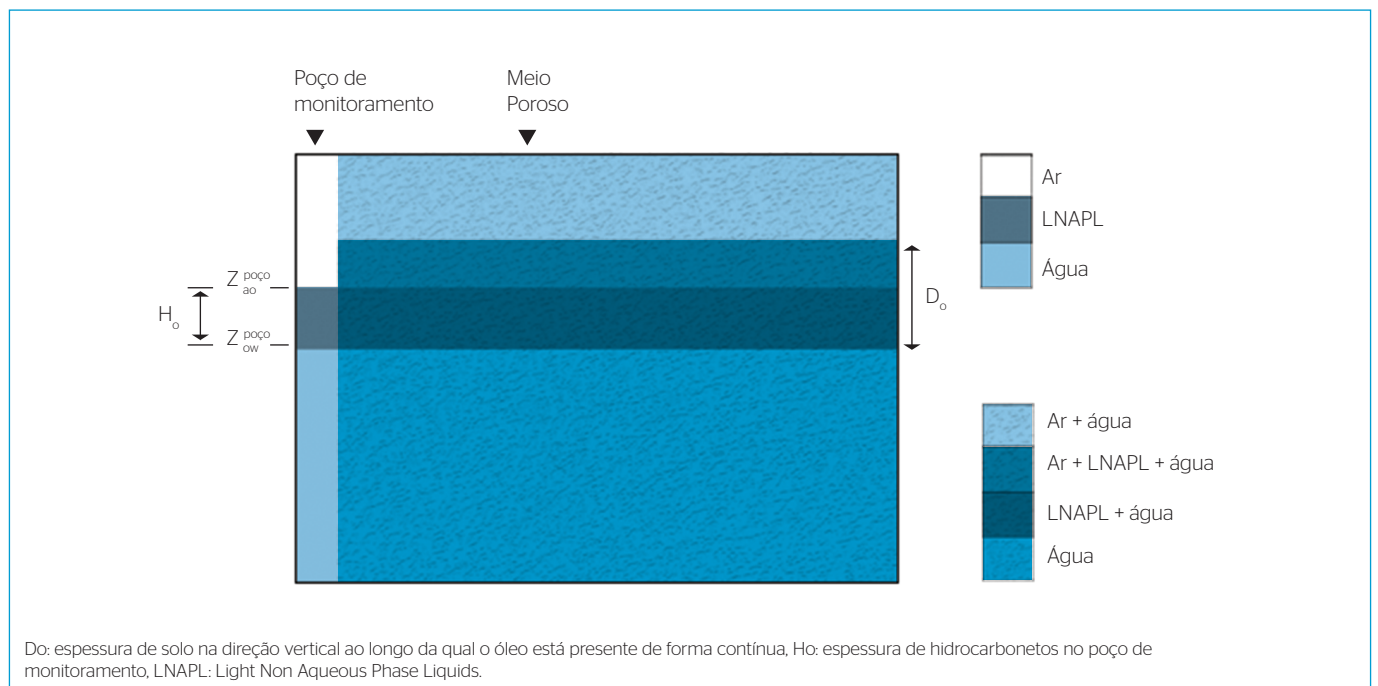 Poço de
monitoramento
Meio
Poroso
Ar
LNAPL
Água
Z poço ao
H o
Z poço ow
D o
Ar + água
Ar + LNAPL + água
LNAPL + água
Água
Do: espessura de solo na direção vertical ao longo da qual o óleo está presente de forma contínua, Ho: espessura de hidrocarbonetos no poço de
monitoramento, LNAPL: Light Non Aqueous Phase Liquids.